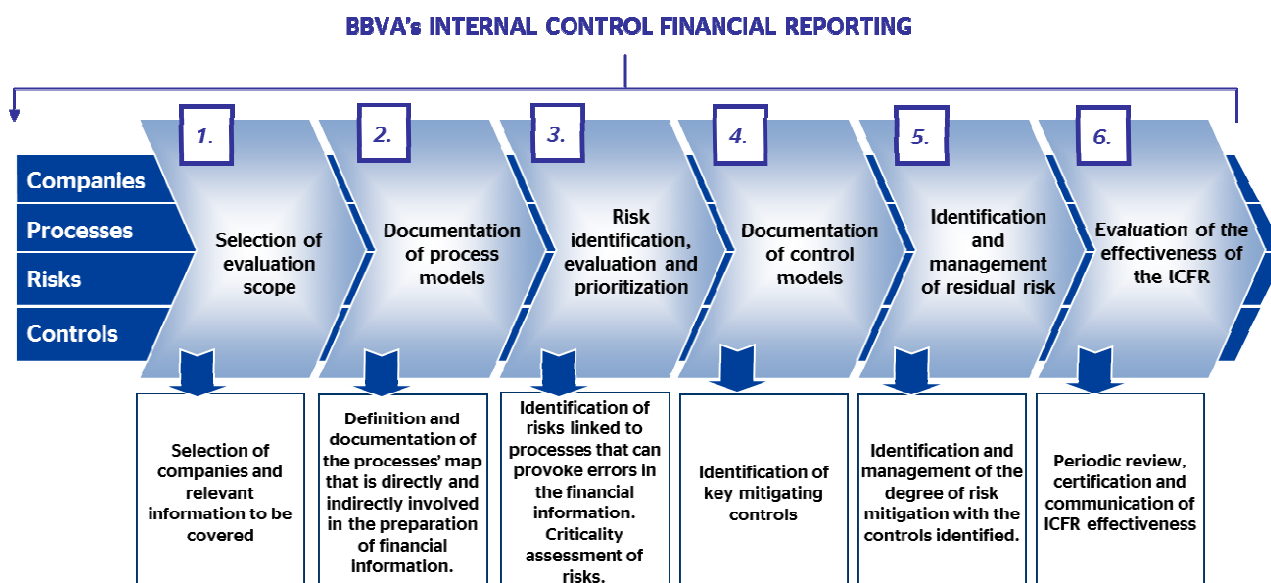 BBVA's INTERNAL CONTROL FINANCIAL REPORTING
Companies
Processes
Risks
Controls
1.
Selection of
evaluation
scope
2.
Documentation
of process
models
3.
Risk
identification,
evaluation and
prioritization
4.
Documentation
of control
models
5.
Identification
and
management
of residual risk
6.
Evaluation of the
effectiveness of
the ICFR
Selection of
companies and
relevant
information to be
covered
Definition and
documentation of
the processes' map
that is directly and
indirectly involved
in the preparation
of financial
information.
Identification of
risks linked to
processes that can
provoke errors in
the financial
information.
Criticality
assessment of
risks.
Identification of
key mitigating
controls
Identification and
management of the
degree of risk
mitigation with the
controls identified.
Periodic review,
certification and
communication of
ICFR effectiveness